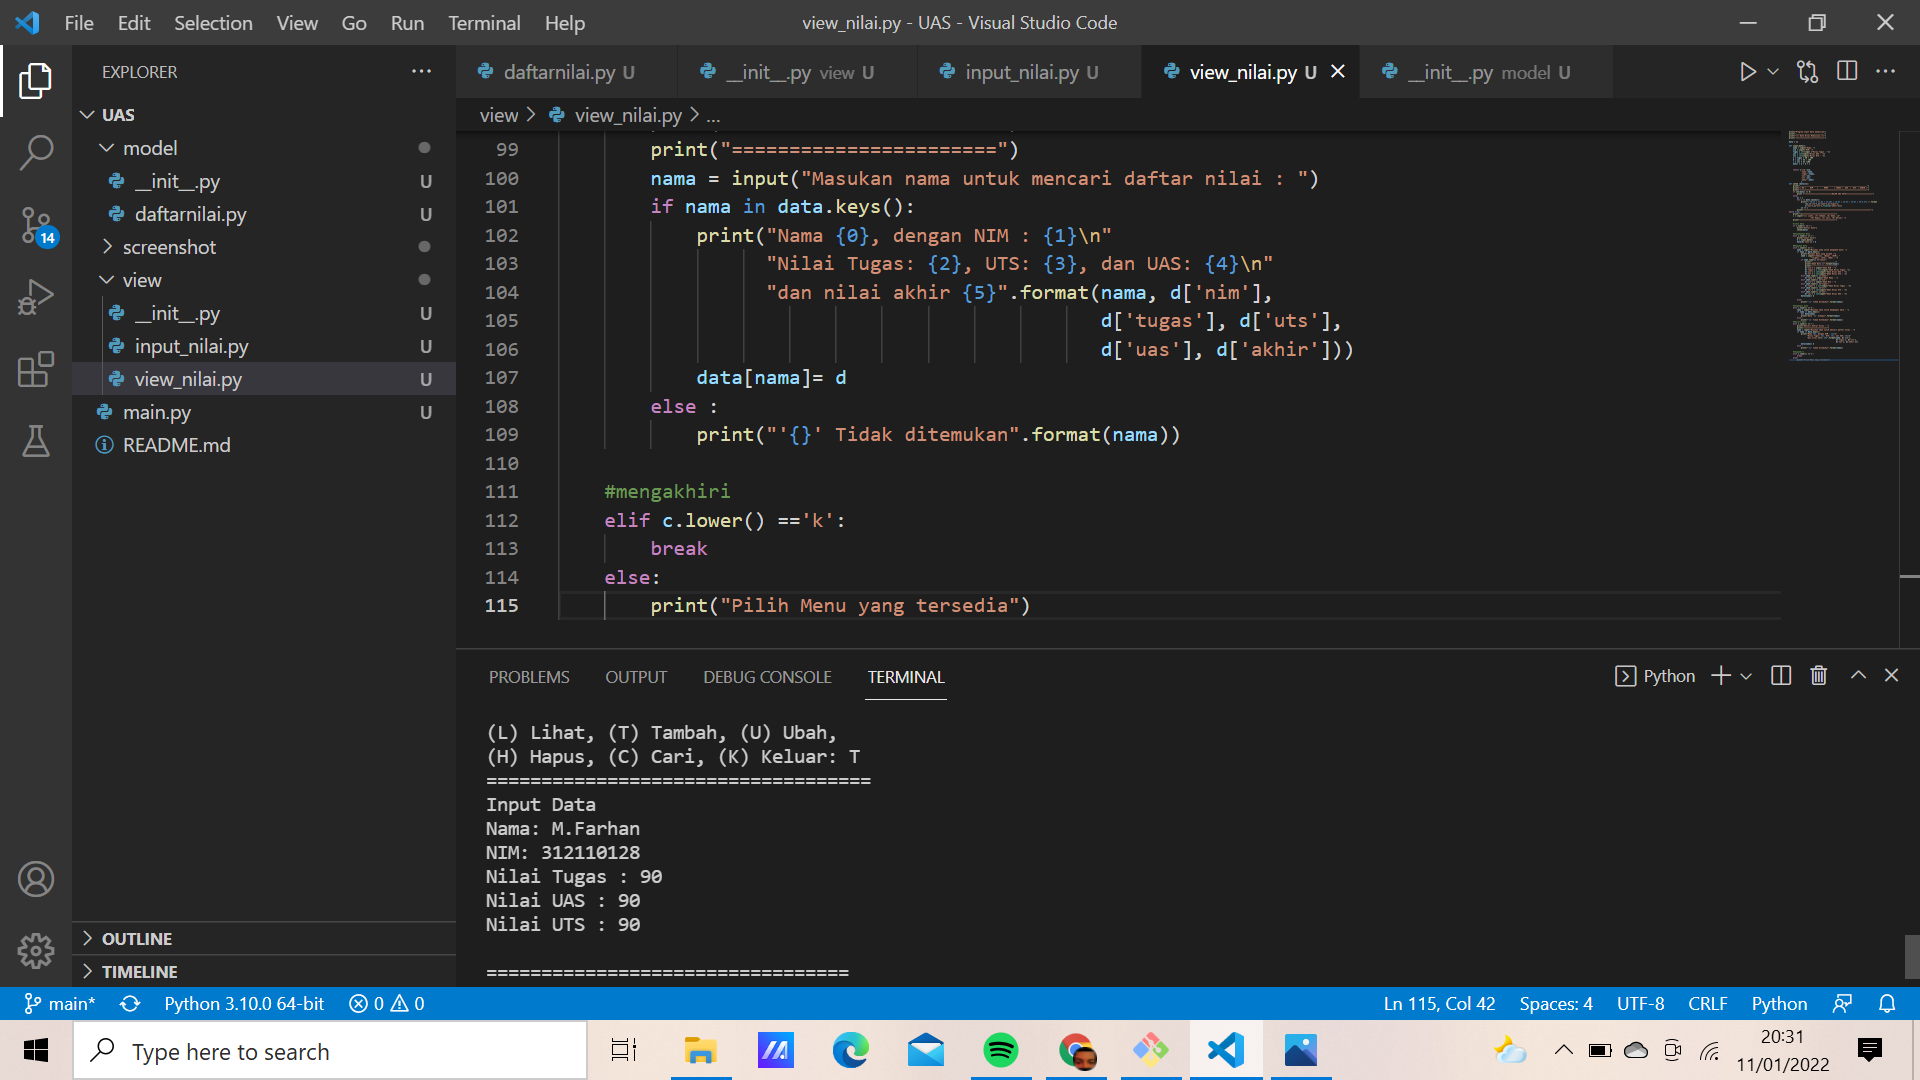 File Edit Selection View Go Run Terminal Help
view_nilai.py - UAS - Visual Studio Code
EXPLORER
UAS
model
__init__.py U
daftarnilai.py U
screenshot
view
__init__.py U
input_nilai.py U
view_nilai.py U
main.py U
README.md
OUTLINE
TIMELINE
14
daftarnilai.py U
__init__.py view U
input_nilai.py U
view_nilai.py U
__init__.py model U
view > view_nilai.py > ...
99 print("=======================")
100 nama = input("Masukan nama untuk mencari daftar nilai : ")
101 if nama in data.keys():
102 print("Nama {0}, dengan NIM : {1}\n"
103 "Nilai Tugas: {2}, UTS: {3}, dan UAS: {4}\n"
104 "dan nilai akhir {5}".format(nama, d['nim'],
105 d['tugas'], d['uts'],
106 d['uas'], d['akhir']))
107 data[nama]= d
108 else :
109 print("'{}' Tidak ditemukan".format(nama))
110
111 #mengakhiri
112 elif c.lower() =='k':
113 break
114 else:
115 print("Pilih Menu yang tersedia")
PROBLEMS OUTPUT DEBUG CONSOLE TERMINAL
Python
(L) Lihat, (T) Tambah, (U) Ubah,
(H) Hapus, (C) Cari, (K) Keluar: T
===================================
Input Data
Nama: M.Farhan
NIM: 312110128
Nilai Tugas : 90
Nilai UAS : 90
Nilai UTS : 90
=================================
main* Python 3.10.0 64-bit 0 0
Ln 115, Col 42 Spaces: 4 UTF-8 CRLF Python
Type here to search
20:31
11/01/2022